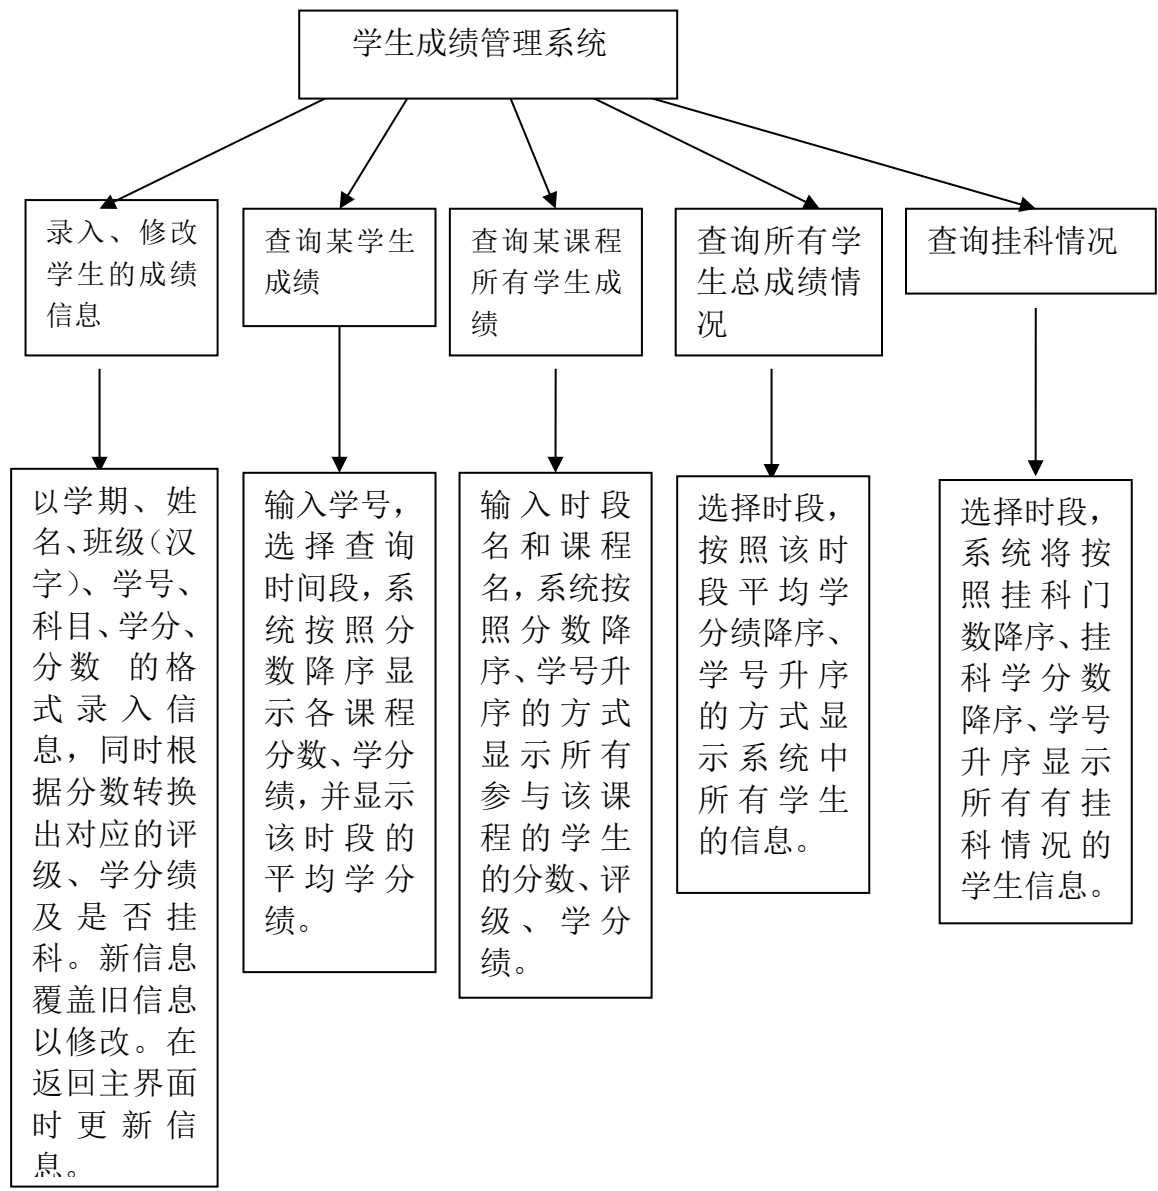 学生成绩管理系统
录入、修改
学生的成绩
信息
查询某学生
成绩
查询某课程
所有学生成
绩
查询所有学
生总成绩情
况
查询挂科情况
以学期、姓
名、班级（汉
字）、学号、
科目、学分、
分数 的格
式录入信
息，同时根
据分数转换
出对应的评
级、学分绩
及是否挂
科。新信息
覆盖旧信息
以修改。在
返回主界面
时更新信
息。
输入学号，
选择查询
时间段，系
统按照分
数降序显
示各课程
分数、学分
绩，并显示
该时段的
平均学分
绩。
输入时段
名和课程
名，系统按
照分数降
序、学号升
序的方式
显示所有
参与该课
程的学生
的分数、评
级、学分
绩。
选择时段，
按照该时
段平均学
分绩降序、
学号升序
的方式显
示系统中
所有学生
的信息。
选择时段，
系统将按
照挂科门
数降序、挂
科学分数
降序、学号
升序显示
所有有挂
科情况的
学生信息。